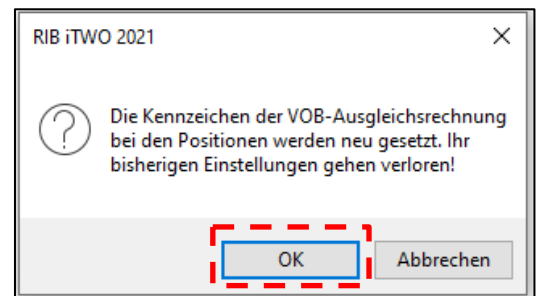 RIB iTWO 2021
Die Kennzeichen der VOB-Ausgleichsrechnung
bei den Positionen werden neu gesetzt. Ihr
bisherigen Einstellungen gehen verloren!
OK
Abbrechen